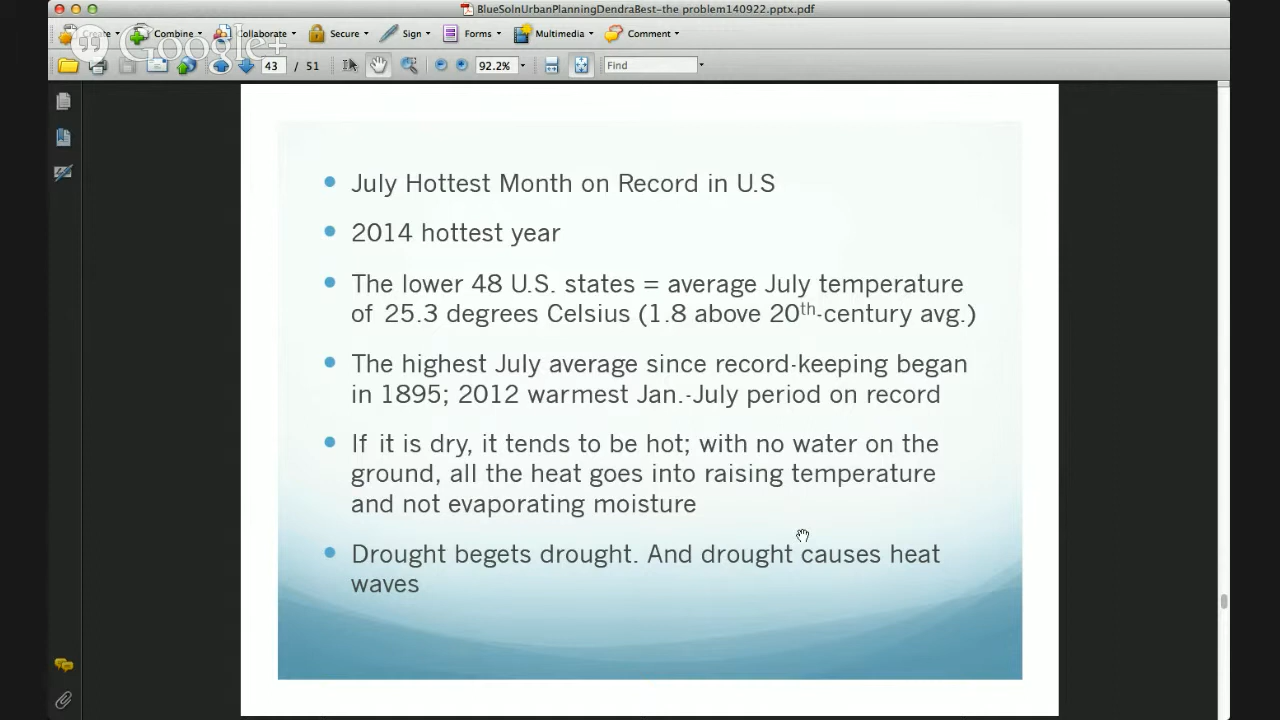 BlueSolnUrbanPlanningDendraBest–the problem140922.pptx.pdf
Create Combine Collaborate Secure Sign Forms Multimedia Comment
Google+
43 / 51 92.2% Find
July Hottest Month on Record in U.S
2014 hottest year
The lower 48 U.S. states = average July temperature
of 25.3 degrees Celsius (1.8 above 20th-century avg.)
The highest July average since record-keeping began
in 1895; 2012 warmest Jan.-July period on record
If it is dry, it tends to be hot; with no water on the
ground, all the heat goes into raising temperature
and not evaporating moisture
Drought begets drought. And drought causes heat
waves